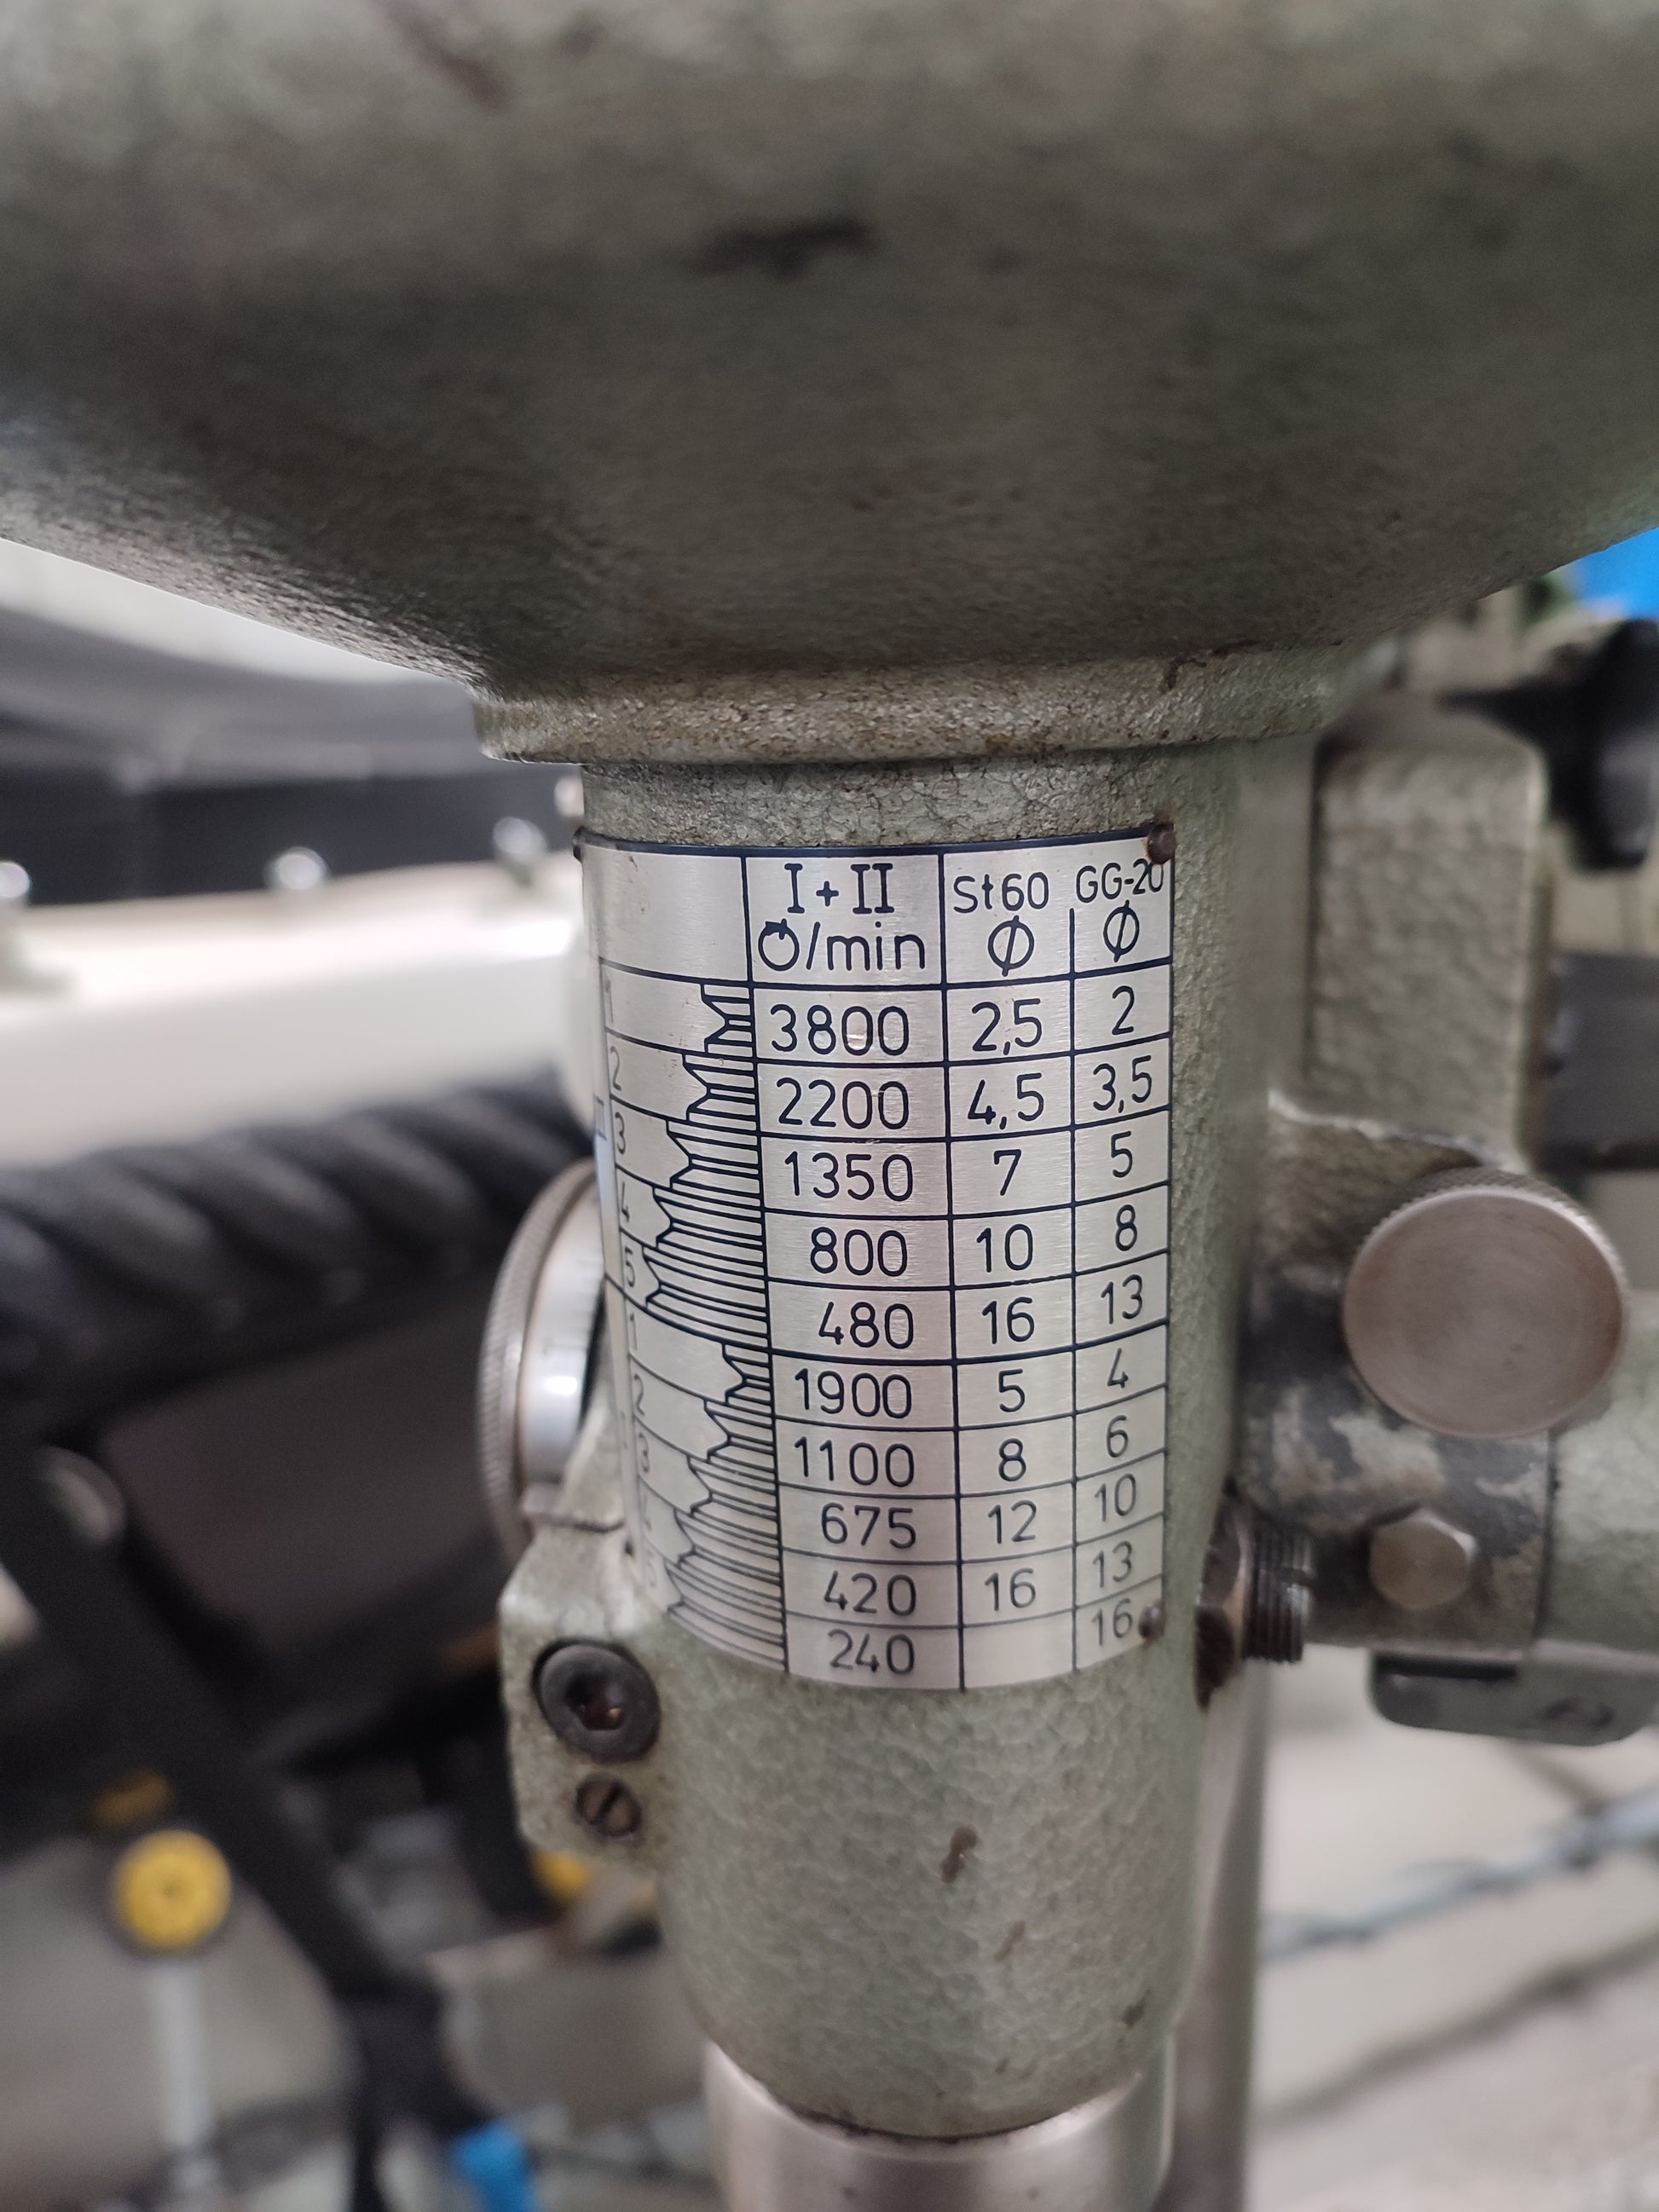 I+II St60 GG-20
/min Ø Ø
1 3800 2,5 2
2 2200 4,5 3,5
3 1350 7 5
4 800 10 8
5 480 16 13
1 1900 5 4
2 1100 8 6
3 675 12 10
420 16 13
240 16